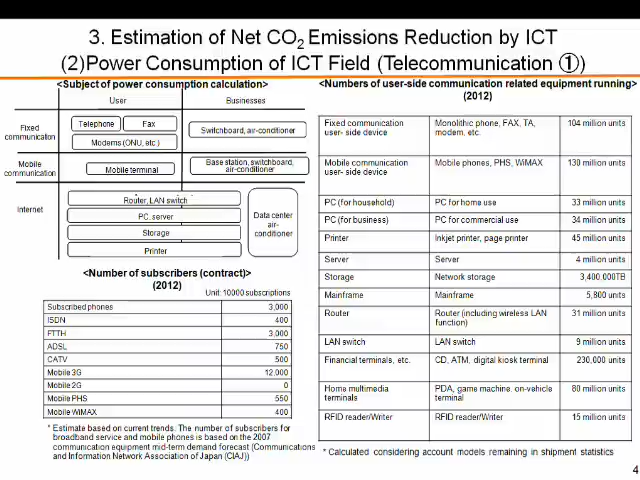 3. Estimation of Net CO2 Emissions Reduction by ICT
(2)Power Consumption of ICT Field (Telecommunication ①)
<Subject of power consumption calculation>
User Businesses
Fixed communication
Telephone Fax
Modems (ONU, etc.)
Switchboard, air-conditioner
Mobile communication
Mobile terminal
Base station, switchboard, air-conditioner
Internet
Router, LAN switch
PC, server
Storage
Printer
Data center air-conditioner
<Number of subscribers (contract)>
(2012)
Unit: 10000 subscriptions
Subscribed phones 3,000
ISDN 400
FTTH 3,000
ADSL 750
CATV 500
Mobile 3G 12,000
Mobile 2G 0
Mobile PHS 550
Mobile WiMAX 400
* Estimate based on current trends. The number of subscribers for
broadband service and mobile phones is based on the 2007
communication equipment mid-term demand forecast (Communications
and Information Network Association of Japan (CIAJ))
<Numbers of user-side communication related equipment running>
(2012)
Fixed communication user- side device Monolithic phone, FAX, TA, modem, etc. 104 million units
Mobile communication user- side device Mobile phones, PHS, WiMAX 130 million units
PC (for household) PC for home use 33 million units
PC (for business) PC for commercial use 34 million units
Printer Inkjet printer, page printer 45 million units
Server Server 4 million units
Storage Network storage 3,400,000TB
Mainframe Mainframe 5,800 units
Router Router (including wireless LAN function) 31 million units
LAN switch LAN switch 9 million units
Financial terminals, etc. CD, ATM, digital kiosk terminal 230,000 units
Home multimedia terminals PDA, game machine, on-vehicle terminal 80 million units
RFID reader/Writer RFID reader/Writer 15 million units
* Calculated considering account models remaining in shipment statistics
4